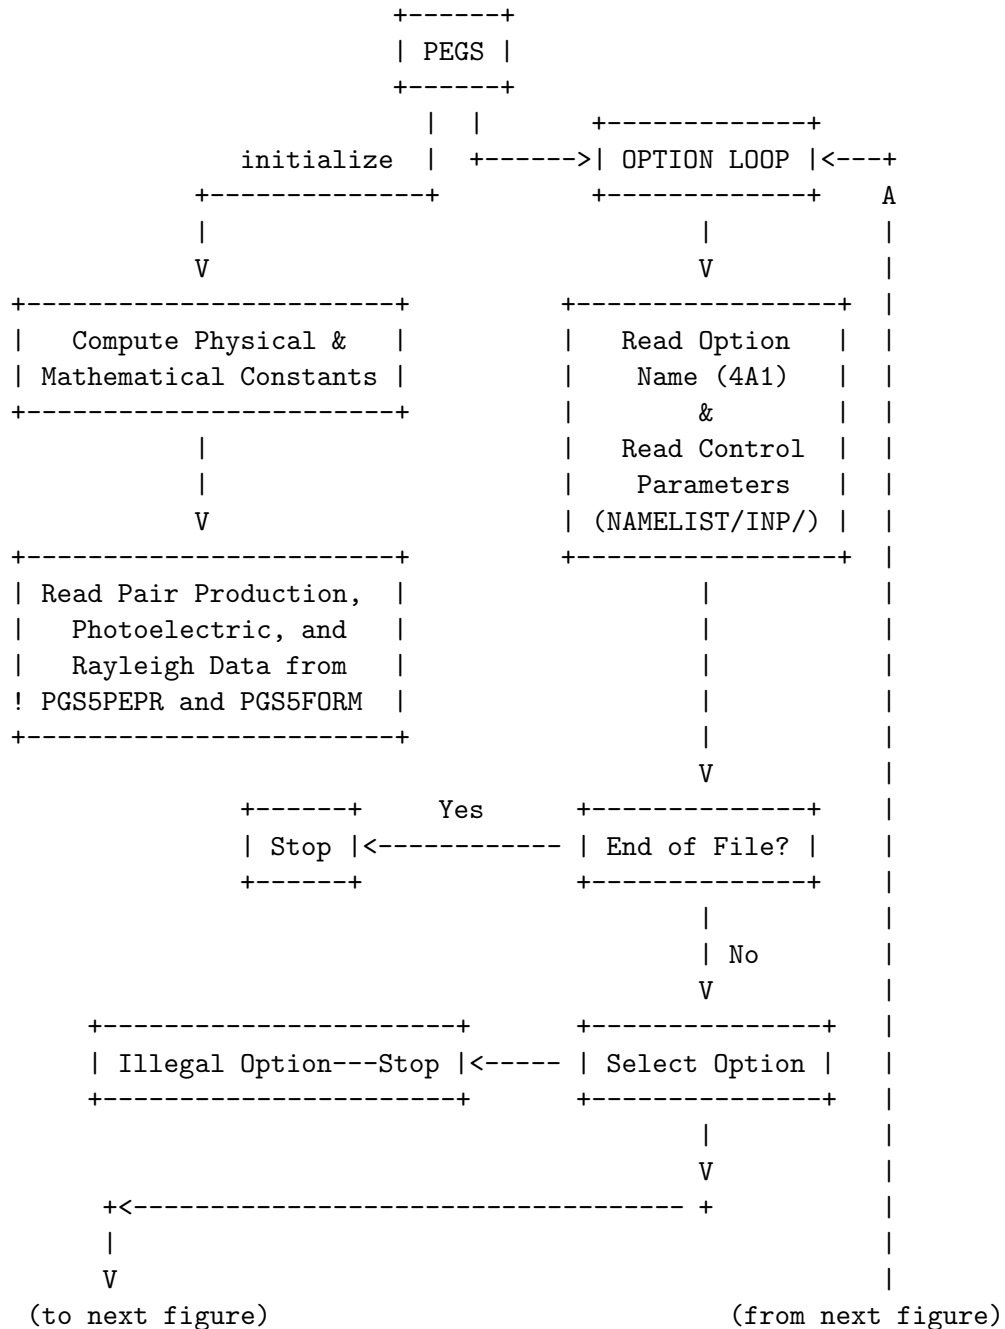 PEGS
initialize
OPTION LOOP
A
V
V
Compute Physical &
Mathematical Constants
Read Option
Name (4A1)
&
Read Control
Parameters
(NAMELIST/INP/)
V
Read Pair Production,
Photoelectric, and
Rayleigh Data from
! PGS5PEPR and PGS5FORM
V
Yes
Stop
End of File?
No
V
Illegal Option---Stop
Select Option
V
V
(to next figure)
(from next figure)